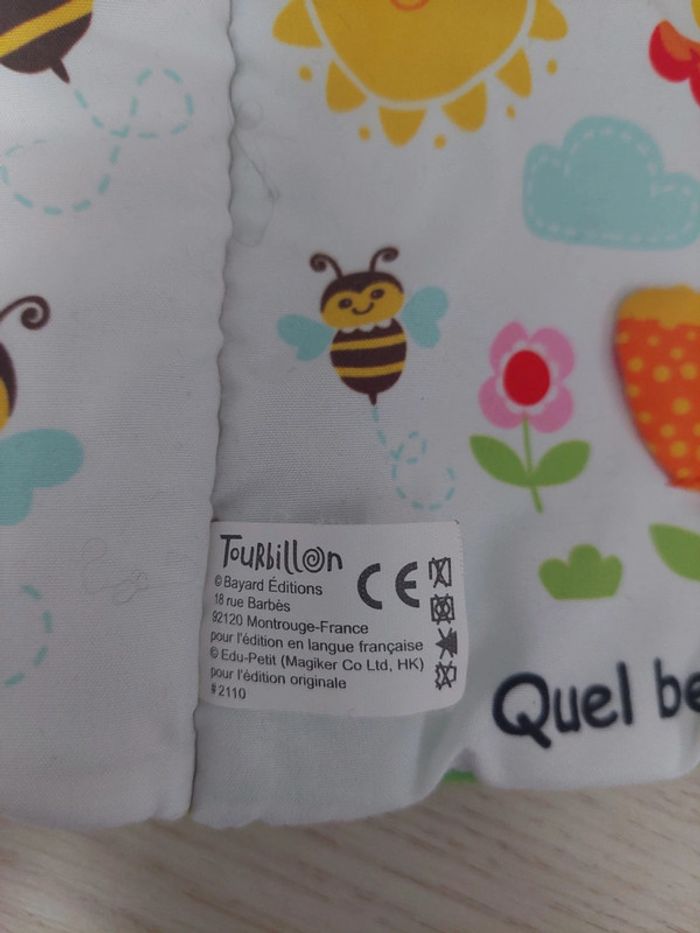 Tourbillon
© Bayard Éditions
18 rue Barbès
92120 Montrouge-France
pour l'édition en langue française
© Edu-Petit (Magiker Co Ltd, HK)
pour l'édition originale
#2110
CE
Quel be